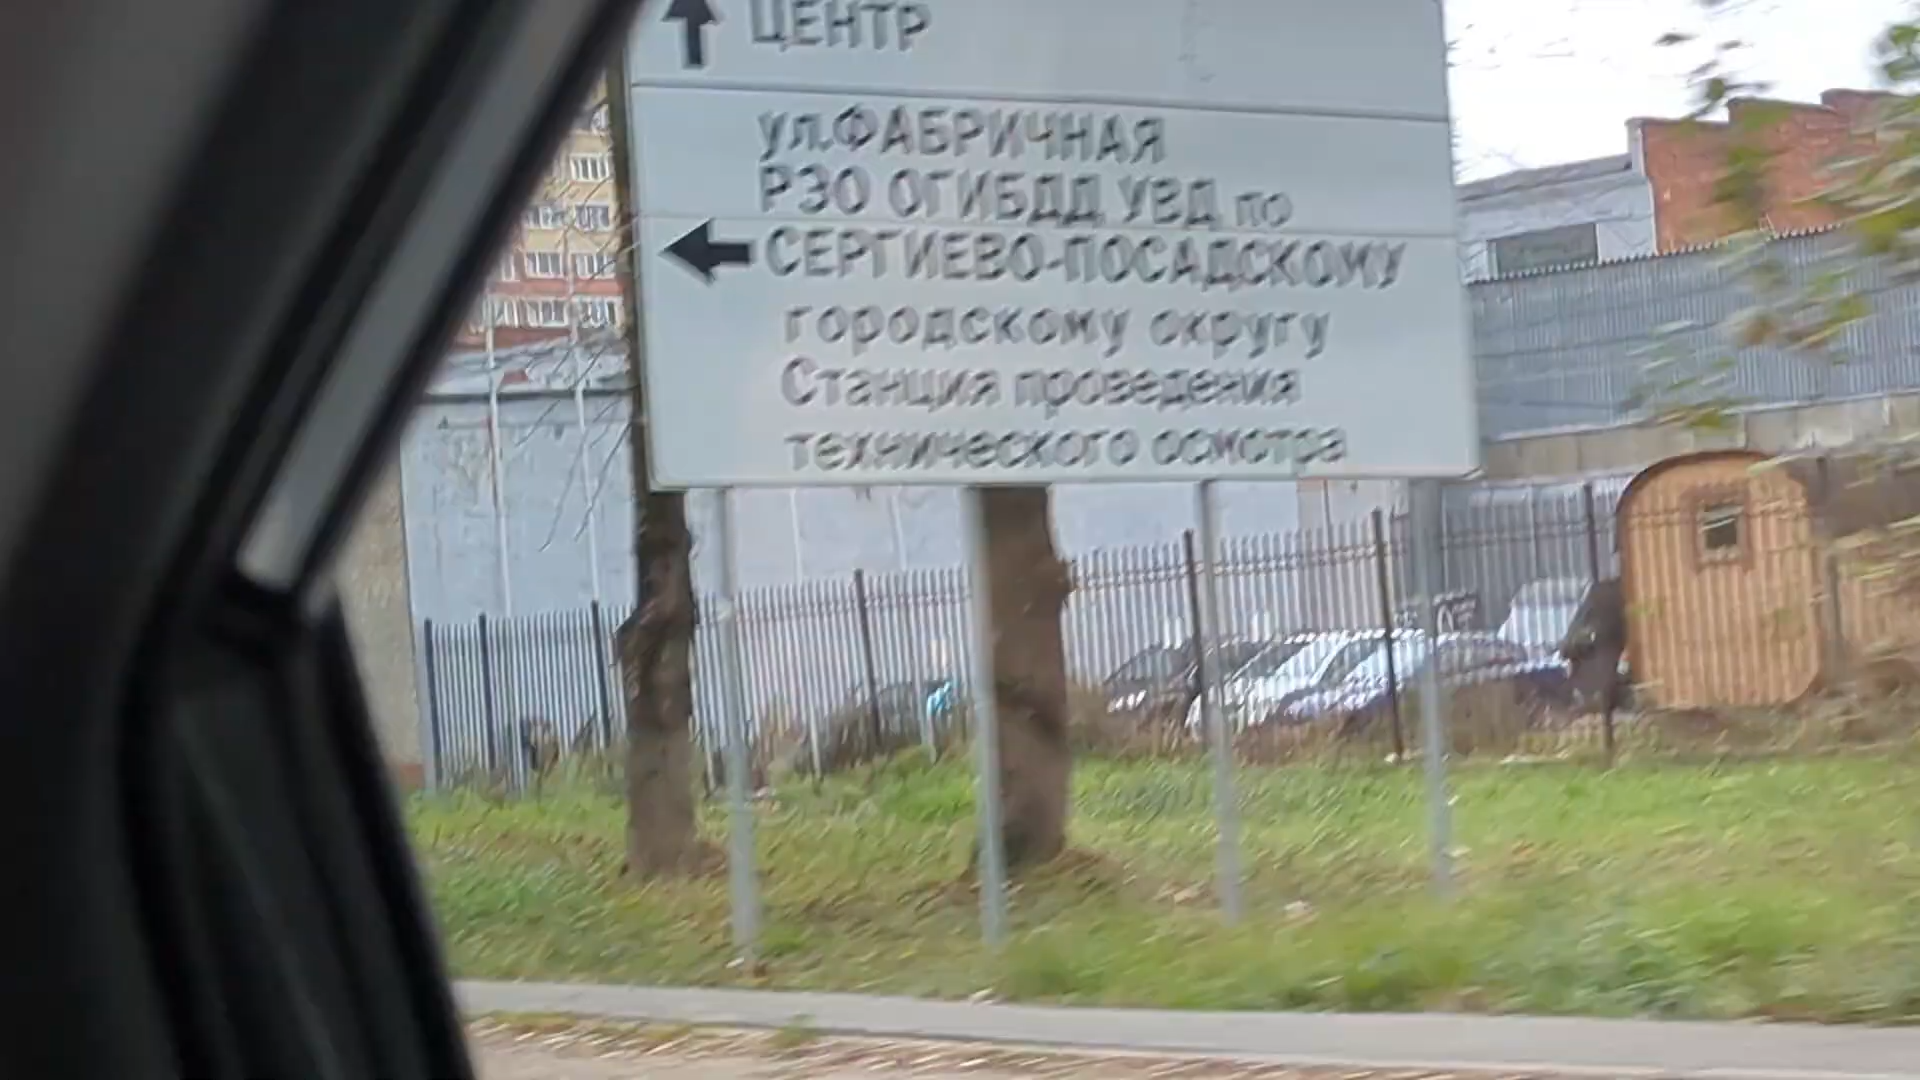 ЦЕНТР
ул.ФАБРИЧНАЯ
РЭО ОГИБДД УВД по
СЕРГИЕВО-ПОСАДСКОМУ
городскому округу
Станция проведения
технического осмотра